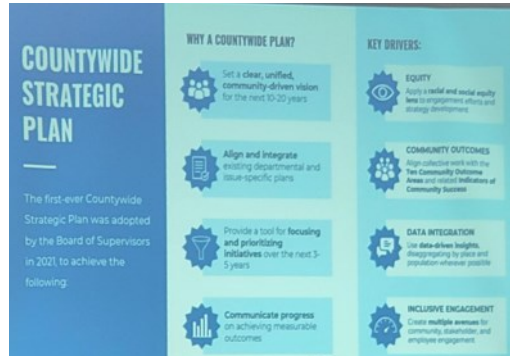 COUNTYWIDE
STRATEGIC
PLAN
The first-ever Countywide
Strategic Plan was adopted
by the Board of Supervisors
in 2021, to achieve the
following:
WHY A COUNTYWIDE PLAN?
Set a clear, unified,
community-driven vision
for the next 10-20 years
Align and integrate
existing departmental and
issue-specific plans
Provide a tool for focusing
and prioritizing
initiatives over the next 3-
5 years
Communicate progress
on achieving measurable
outcomes
KEY DRIVERS:
EQUITY
Apply a racial and social equity
lens to engagement efforts and
strategy development
COMMUNITY OUTCOMES
Align collective work with the
Ten Community Outcome
Areas and related Indicators of
Community Success
DATA INTEGRATION
Use data-driven insights,
disaggregating by place and
population wherever possible
INCLUSIVE ENGAGEMENT
Create multiple avenues for
community, stakeholder, and
employee engagement